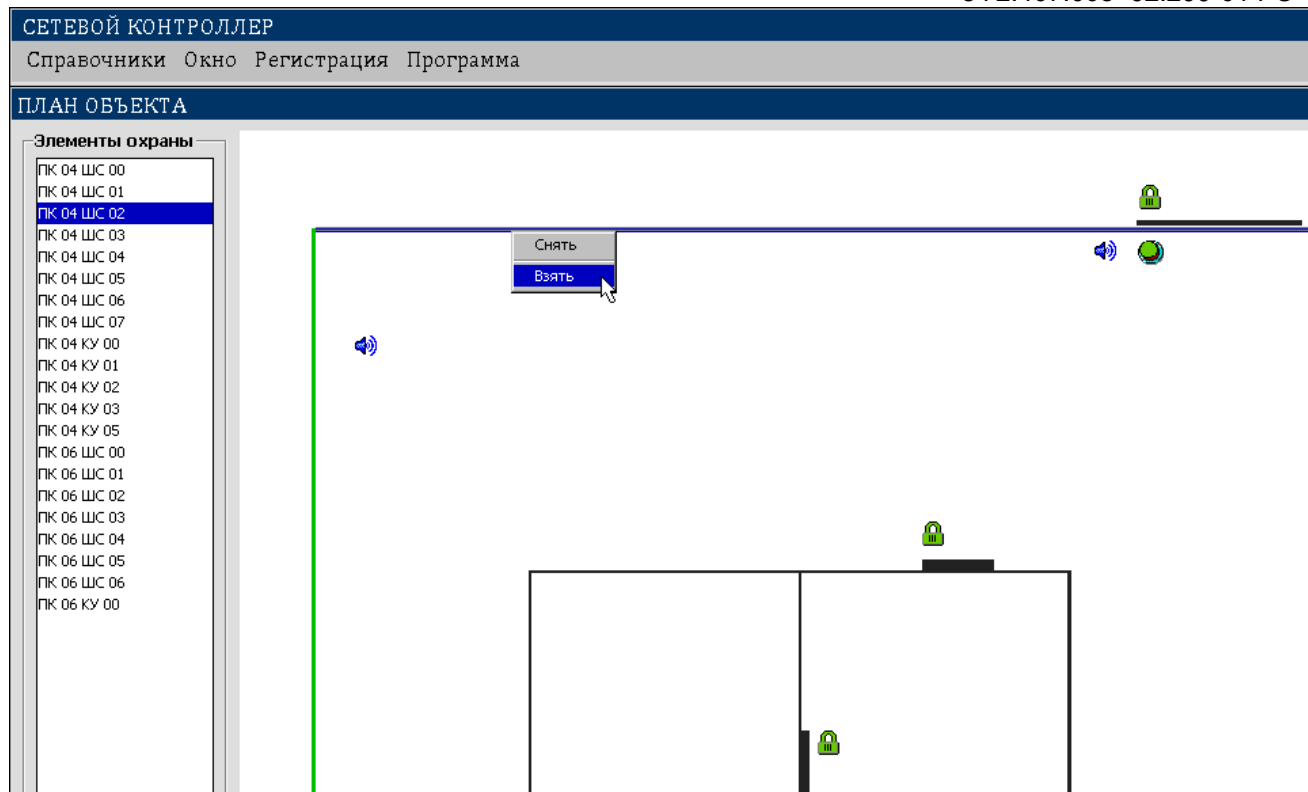 СЕТЕВОЙ КОНТРОЛЛЕР
Справочники Окно Регистрация Программа
ПЛАН ОБЪЕКТА
Элементы охраны
ПК 04 ШС 00
ПК 04 ШС 01
ПК 04 ШС 02
ПК 04 ШС 03
ПК 04 ШС 04
ПК 04 ШС 05
ПК 04 ШС 06
ПК 04 ШС 07
ПК 04 КУ 00
ПК 04 КУ 01
ПК 04 КУ 02
ПК 04 КУ 03
ПК 04 КУ 05
ПК 06 ШС 00
ПК 06 ШС 01
ПК 06 ШС 02
ПК 06 ШС 03
ПК 06 ШС 04
ПК 06 ШС 05
ПК 06 ШС 06
ПК 06 КУ 00
Снять
Взять